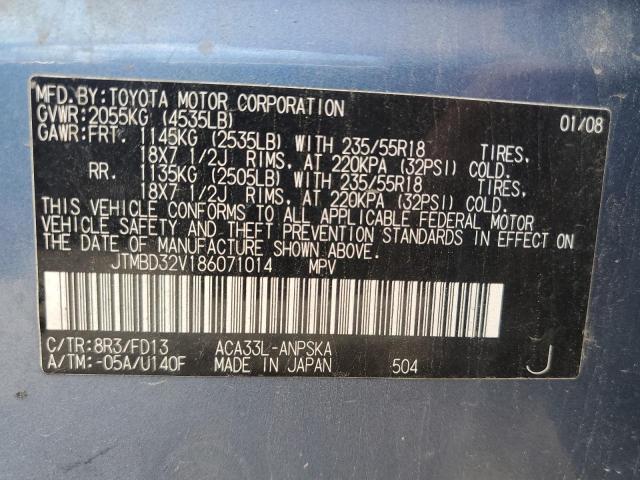 MFD.BY:TOYOTA MOTOR CORPORATION 01/08
GVWR:2055KG (4535LB)
GAWR:FRT. 1145KG (2535LB) WITH 235/55R18 TIRES,
18X7 1/2J RIMS, AT 220KPA (32PSI) COLD.
RR. 1135KG (2505LB) WITH 235/55R18 TIRES,
18X7 1/2J RIMS, AT 220KPA (32PSI) COLD.
THIS VEHICLE CONFORMS TO ALL APPLICABLE FEDERAL MOTOR
VEHICLE SAFETY AND THEFT PREVENTION STANDARDS IN EFFECT ON
THE DATE OF MANUFACTURE SHOWN ABOVE.
JTMBD32V186071014 MPV
C/TR:8R3/FD13 ACA33L-ANPSKA
A/TM:-05A/U140F MADE IN JAPAN 504 J